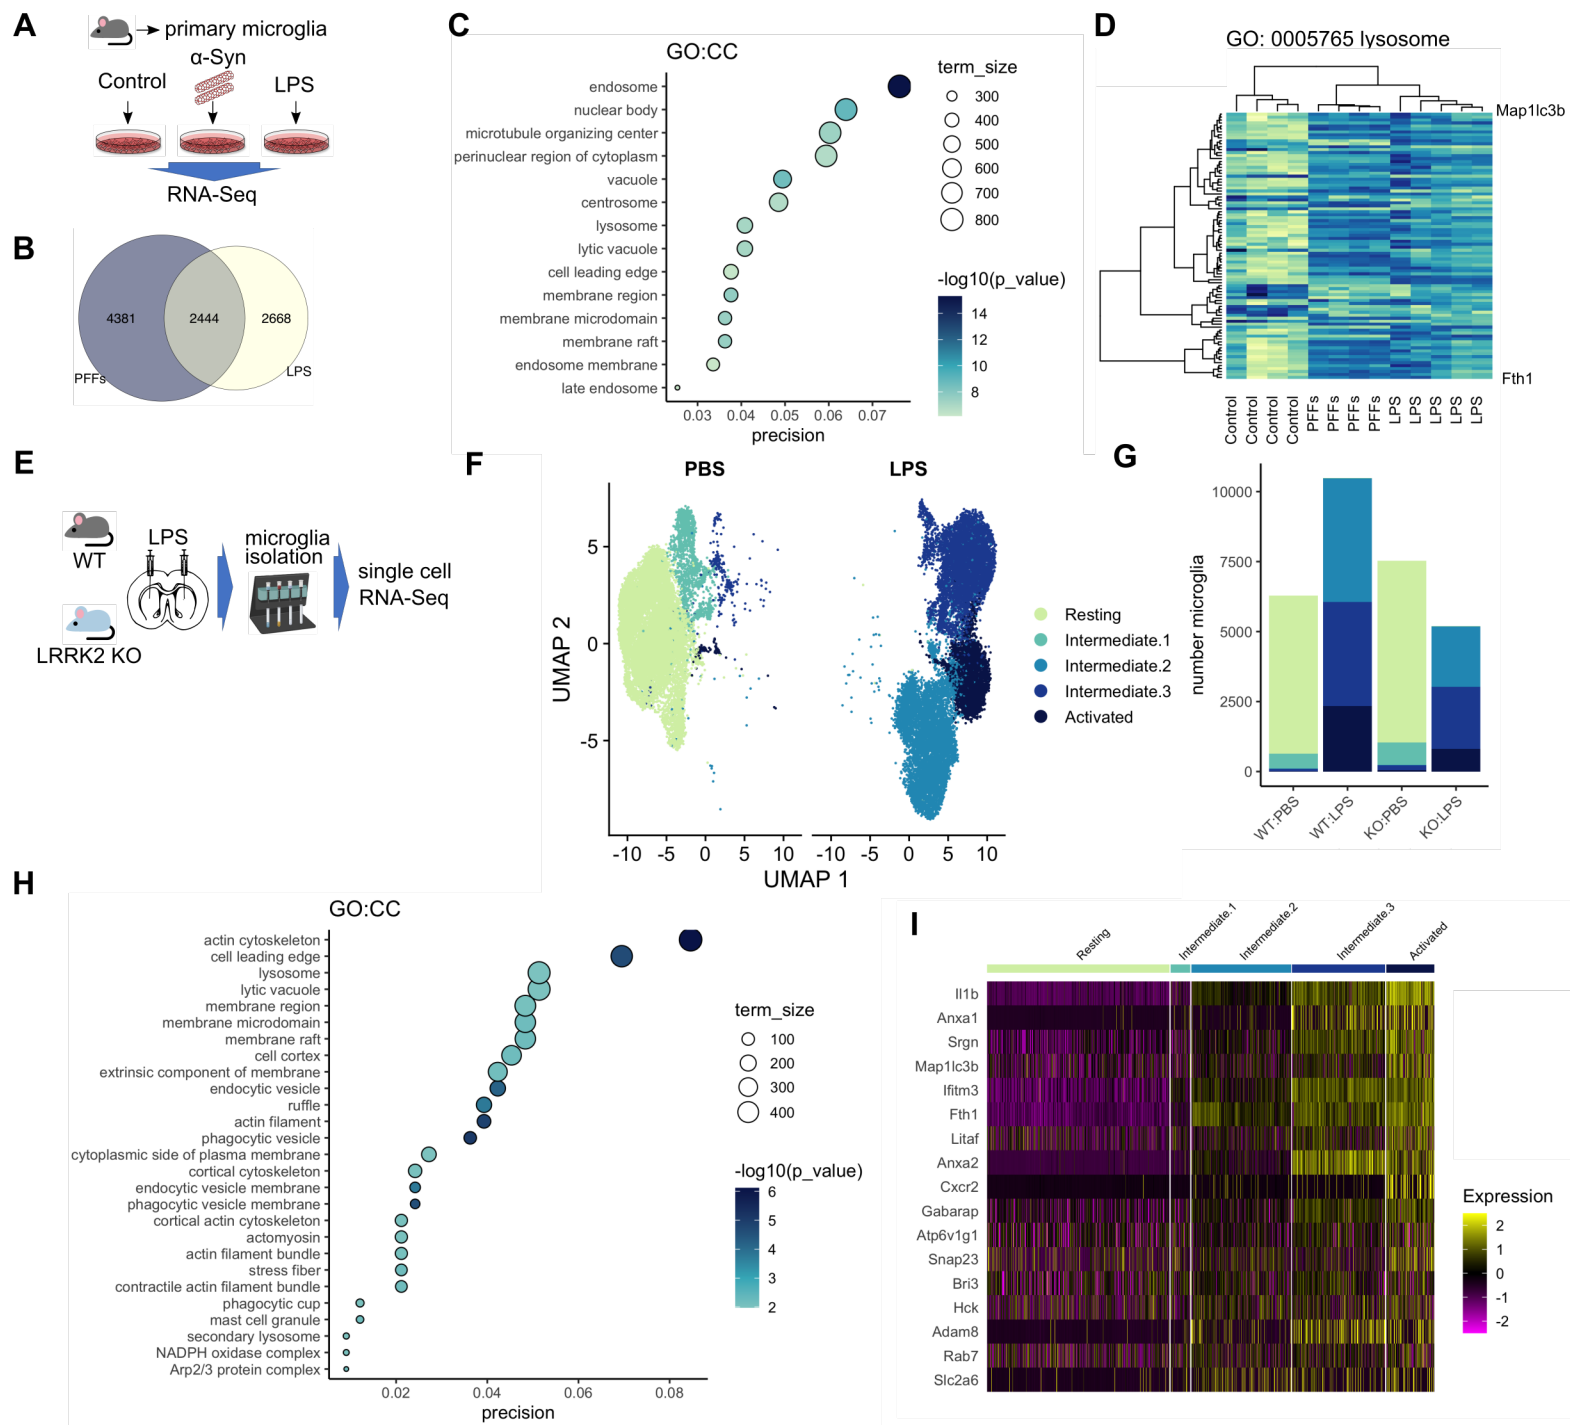 A
primary microglia
α-Syn
Control
LPS
RNA-Seq
B
4381
2444
2668
PFFs
LPS
C
GO:CC
endosome
nuclear body
microtubule organizing center
perinuclear region of cytoplasm
vacuole
centrosome
lysosome
lytic vacuole
cell leading edge
membrane region
membrane microdomain
membrane raft
endosome membrane
late endosome
0.03 0.04 0.05 0.06 0.07
precision
term_size
300
400
500
600
700
800
-log10(p_value)
14
12
10
8
D
GO: 0005765 lysosome
Map1lc3b
Fth1
Control
Control
Control
Control
PFFs
PFFs
PFFs
PFFs
LPS
LPS
LPS
LPS
LPS
E
WT
LRRK2 KO
LPS
microglia
isolation
single cell
RNA-Seq
F
PBS
LPS
UMAP 2
5
0
-5
-10 -5 0 5 10
-10 -5 0 5 10
UMAP 1
Resting
Intermediate.1
Intermediate.2
Intermediate.3
Activated
G
number microglia
10000
7500
5000
2500
0
WT:PBS
WT:LPS
KO:PBS
KO:LPS
H
GO:CC
actin cytoskeleton
cell leading edge
lysosome
lytic vacuole
membrane region
membrane microdomain
membrane raft
cell cortex
extrinsic component of membrane
endocytic vesicle
ruffle
actin filament
phagocytic vesicle
cytoplasmic side of plasma membrane
cortical cytoskeleton
endocytic vesicle membrane
phagocytic vesicle membrane
cortical actin cytoskeleton
actomyosin
actin filament bundle
stress fiber
contractile actin filament bundle
phagocytic cup
mast cell granule
secondary lysosome
NADPH oxidase complex
Arp2/3 protein complex
0.02 0.04 0.06 0.08
precision
term_size
100
200
300
400
-log10(p_value)
6
5
4
3
2
I
Resting
Intermediate.1
Intermediate.2
Intermediate.3
Activated
Il1b
Anxa1
Srgn
Map1lc3b
Ifitm3
Fth1
Litaf
Anxa2
Cxcr2
Gabarap
Atp6v1g1
Snap23
Bri3
Hck
Adam8
Rab7
Slc2a6
Expression
2
1
0
-1
-2